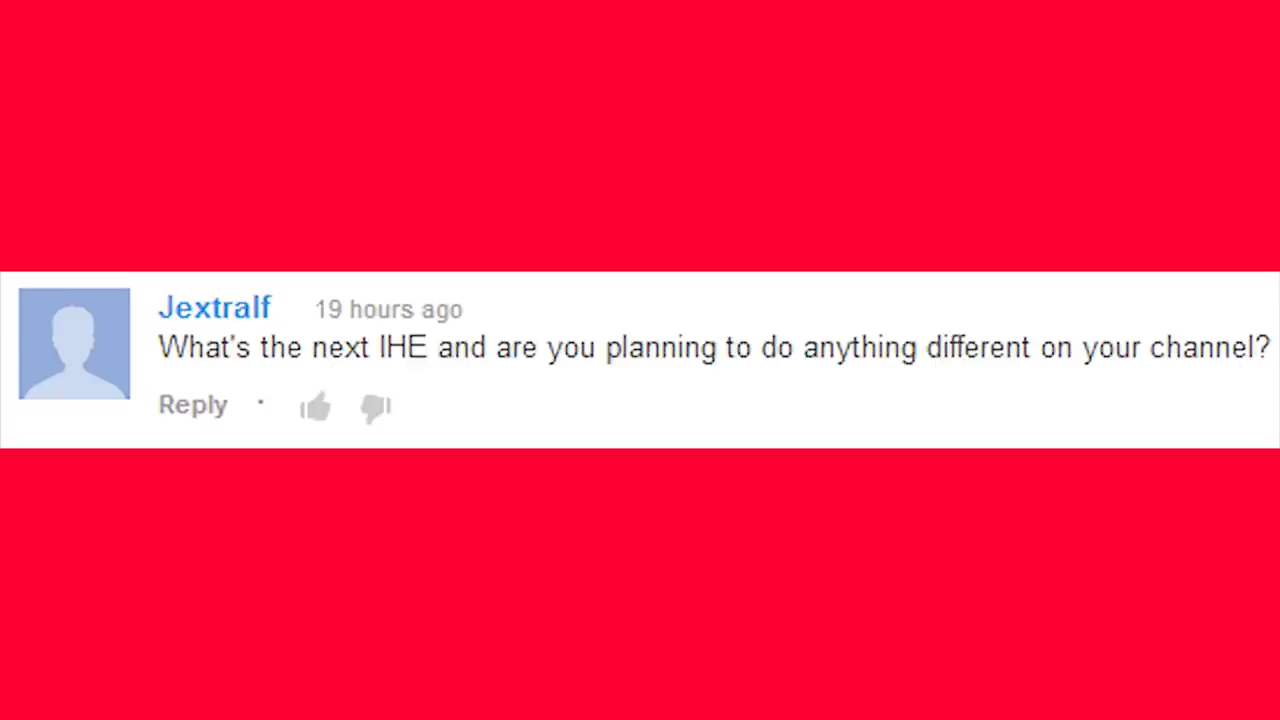 Jextralf 19 hours ago
What's the next IHE and are you planning to do anything different on your channel?
Reply ·